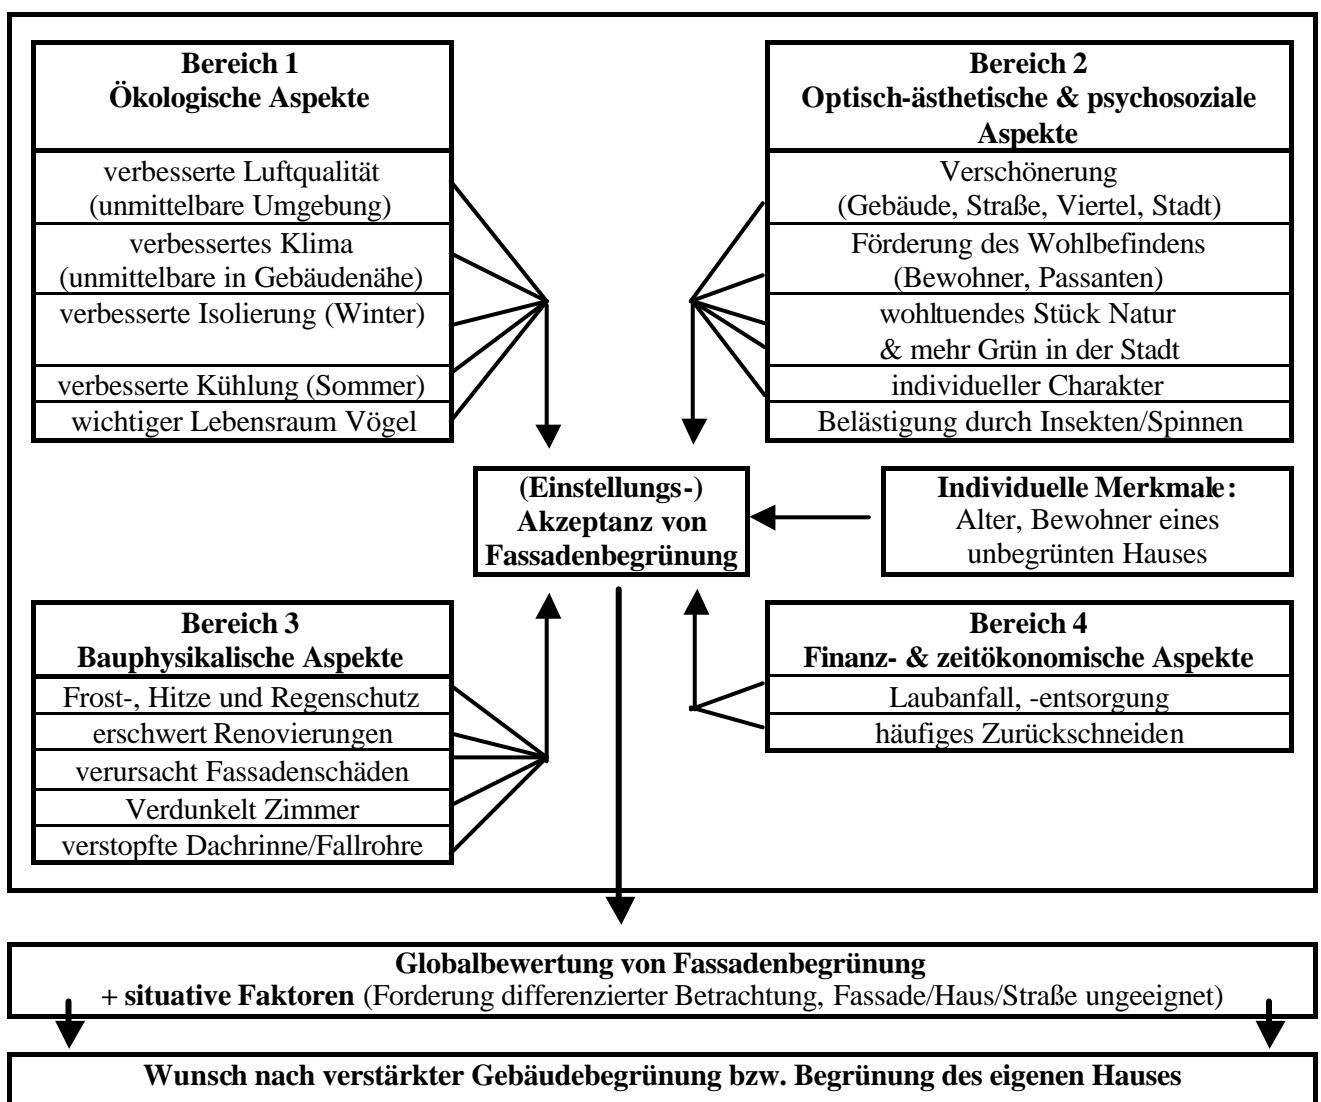 Bereich 1
Ökologische Aspekte
verbesserte Luftqualität
(unmittelbare Umgebung)
verbessertes Klima
(unmittelbare in Gebäudenähe)
verbesserte Isolierung (Winter)
verbesserte Kühlung (Sommer)
wichtiger Lebensraum Vögel
Bereich 2
Optisch-ästhetische & psychosoziale
Aspekte
Verschönerung
(Gebäude, Straße, Viertel, Stadt)
Förderung des Wohlbefindens
(Bewohner, Passanten)
wohltuendes Stück Natur
& mehr Grün in der Stadt
individueller Charakter
Belästigung durch Insekten/Spinnen
(Einstellungs-)
Akzeptanz von
Fassadenbegrünung
Individuelle Merkmale:
Alter, Bewohner eines
unbegrünten Hauses
Bereich 3
Bauphysikalische Aspekte
Frost-, Hitze und Regenschutz
erschwert Renovierungen
verursacht Fassadenschäden
Verdunkelt Zimmer
verstopfte Dachrinne/Fallrohre
Bereich 4
Finanz- & zeitökonomische Aspekte
Laubanfall, -entsorgung
häufiges Zurückschneiden
Globalbewertung von Fassadenbegrünung
+ situative Faktoren (Forderung differenzierter Betrachtung, Fassade/Haus/Straße ungeeignet)
Wunsch nach verstärkter Gebäudebegrünung bzw. Begrünung des eigenen Hauses